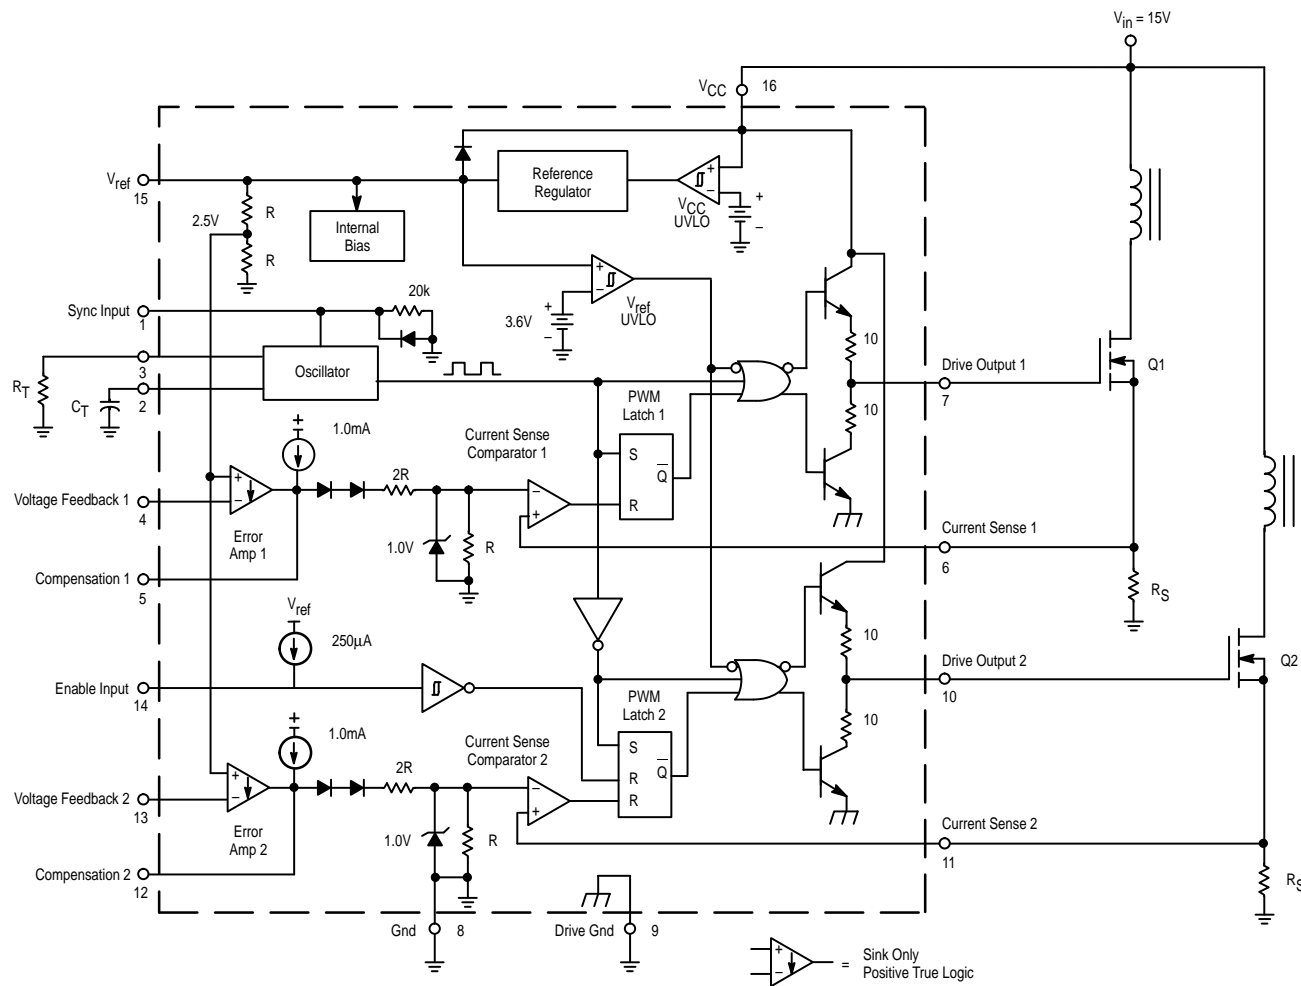 Vin = 15V
VCC 16
Vref
15
Reference
Regulator
+
–
VCC
UVLO
+
–
Internal
Bias
2.5V
R
R
+
–
Vref
UVLO
3.6V
+
–
Sync Input
1
20k
Oscillator
3
2
RT
CT
10
10
Drive Output 1
7
Q1
1.0mA
+
Current Sense
Comparator 1
PWM
Latch 1
S
R
Q
2R
Voltage Feedback 1
4
+
–
Error
Amp 1
–
+
1.0V
R
Current Sense 1
6
RS
Compensation 1
5
Vref
250µA
Enable Input
14
10
10
Drive Output 2
10
Q2
PWM
Latch 2
S
R
R
Q
1.0mA
+
Current Sense
Comparator 2
2R
Voltage Feedback 2
13
+
–
Error
Amp 2
–
+
1.0V
R
Current Sense 2
11
RS
Compensation 2
12
Gnd 8
Drive Gnd 9
+
–
= Sink Only
Positive True Logic